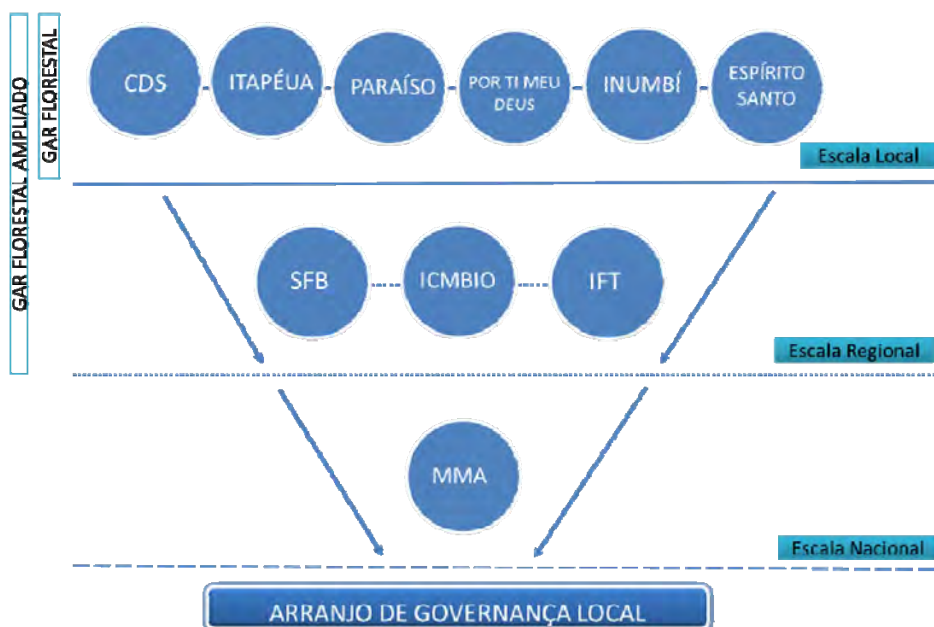 GAR FLORESTAL AMPLIADO
GAR FLORESTAL
CDS
ITAPÉUA
PARAÍSO
POR TI MEU
DEUS
INUMBÍ
ESPÍRITO
SANTO
Escala Local
SFB
ICMBIO
IFT
Escala Regional
MMA
Escala Nacional
ARRANJO DE GOVERNANÇA LOCAL